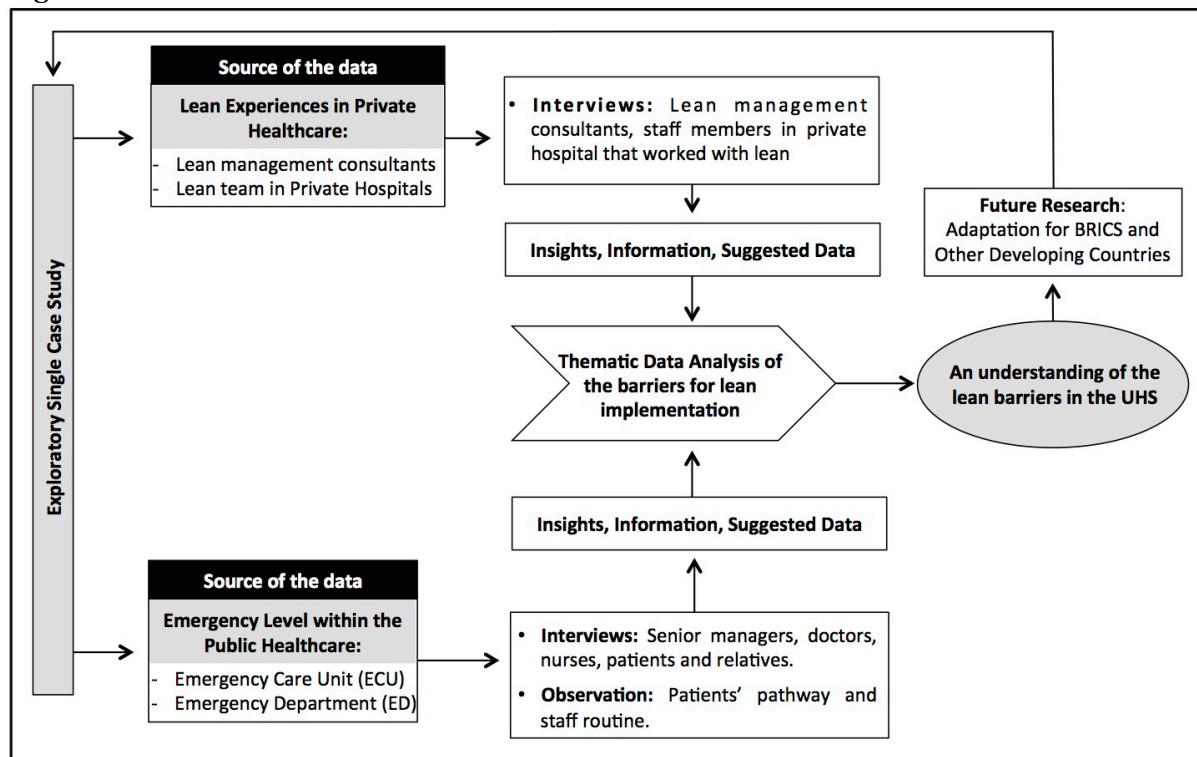 Exploratory Single Case Study
Source of the data
Lean Experiences in Private
Healthcare:
- Lean management consultants
- Lean team in Private Hospitals
• Interviews: Lean management
consultants, staff members in private
hospital that worked with lean
Insights, Information, Suggested Data
Thematic Data Analysis of
the barriers for lean
implementation
An understanding of the
lean barriers in the UHS
Future Research:
Adaptation for BRICS and
Other Developing Countries
Insights, Information, Suggested Data
Source of the data
Emergency Level within the
Public Healthcare:
- Emergency Care Unit (ECU)
- Emergency Department (ED)
• Interviews: Senior managers, doctors,
nurses, patients and relatives.
• Observation: Patients’ pathway and
staff routine.